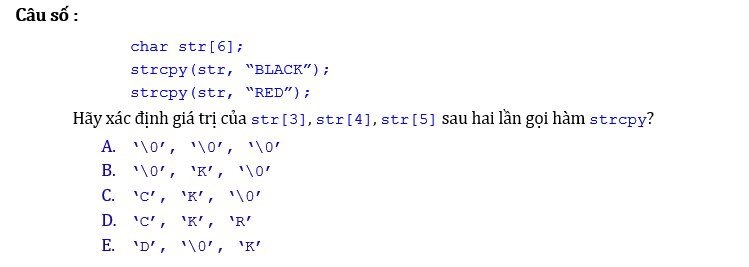 Câu số :
char str[6];
strcpy(str, “BLACK”);
strcpy(str, “RED”);
Hãy xác định giá trị của str[3], str[4], str[5] sau hai lần gọi hàm strcpy?
A. ‘\0’, ‘\0’, ‘\0’
B. ‘\0’, ‘K’, ‘\0’
C. ‘C’, ‘K’, ‘\0’
D. ‘C’, ‘K’, ‘R’
E. ‘D’, ‘\0’, ‘K’